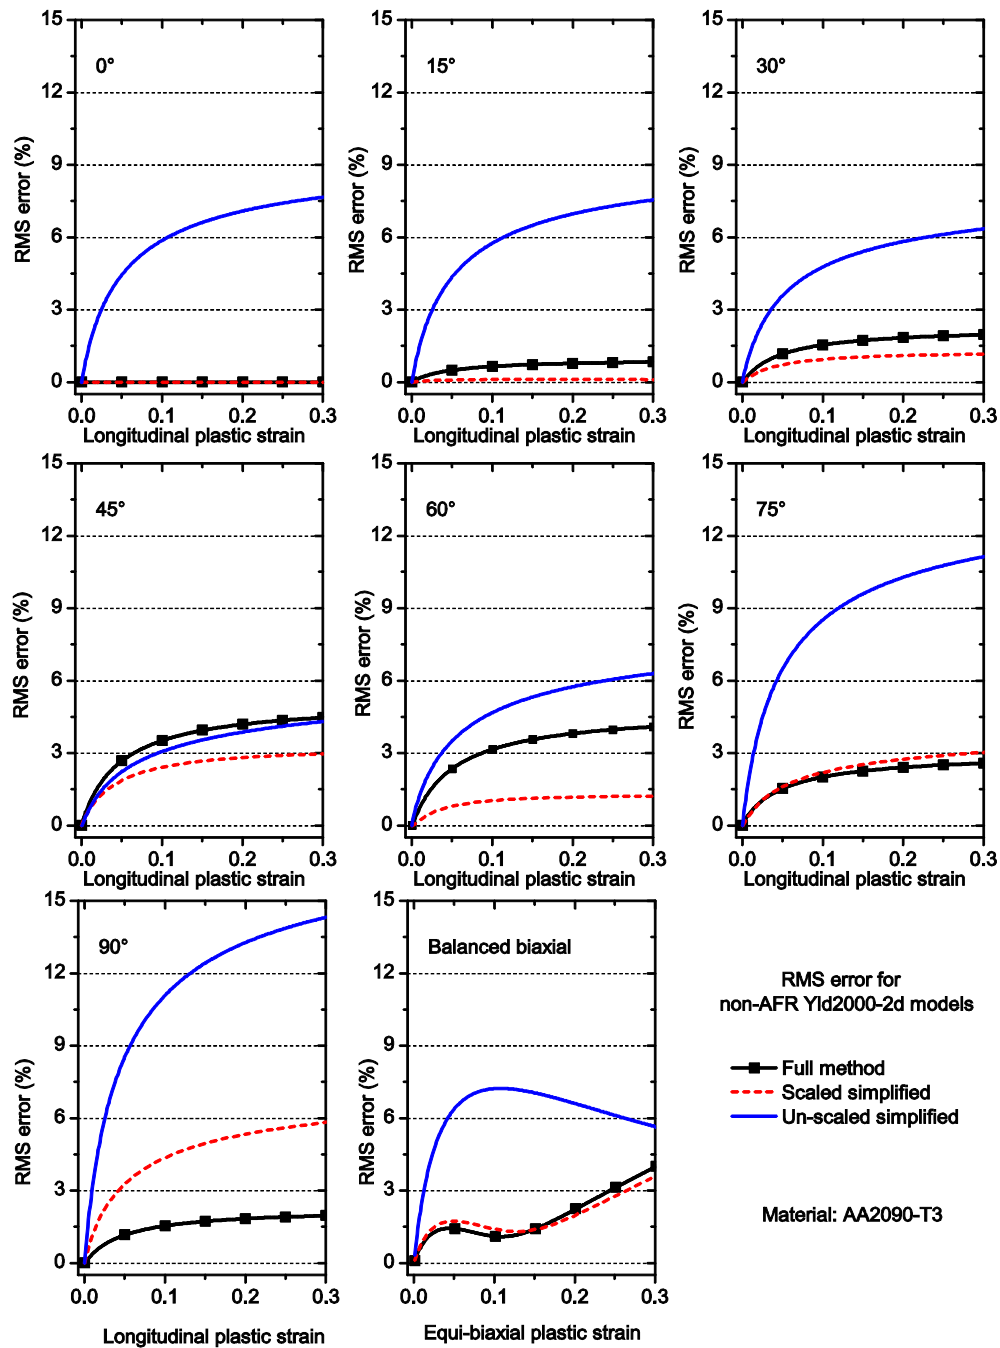 15
12
9
6
3
0
RMS error (%)
0°
0.0 0.1 0.2 0.3
Longitudinal plastic strain
15
12
9
6
3
0
RMS error (%)
15°
0.0 0.1 0.2 0.3
Longitudinal plastic strain
15
12
9
6
3
0
RMS error (%)
30°
0.0 0.1 0.2 0.3
Longitudinal plastic strain
15
12
9
6
3
0
RMS error (%)
45°
0.0 0.1 0.2 0.3
Longitudinal plastic strain
15
12
9
6
3
0
RMS error (%)
60°
0.0 0.1 0.2 0.3
Longitudinal plastic strain
15
12
9
6
3
0
RMS error (%)
75°
0.0 0.1 0.2 0.3
Longitudinal plastic strain
15
12
9
6
3
0
RMS error (%)
90°
0.0 0.1 0.2 0.3
Longitudinal plastic strain
15
12
9
6
3
0
RMS error (%)
Balanced biaxial
0.0 0.1 0.2 0.3
Equi-biaxial plastic strain
RMS error for
non-AFR Yld2000-2d models
Full method
Scaled simplified
Un-scaled simplified
Material: AA2090-T3